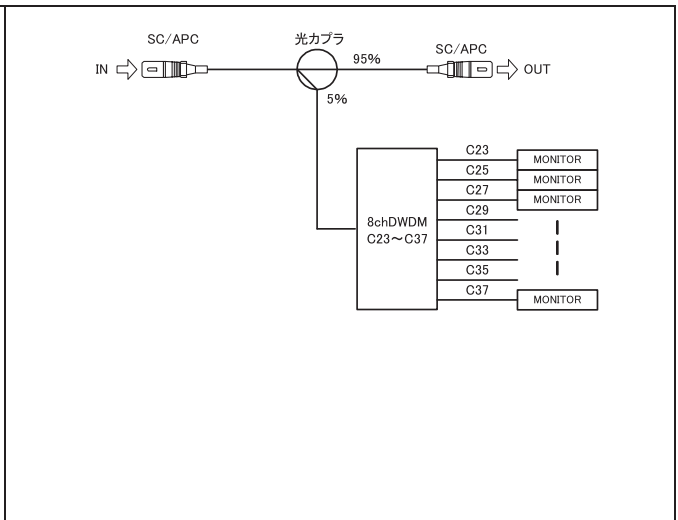 SC/APC
光カプラ
SC/APC
IN
95%
OUT
5%
C23
MONITOR
C25
MONITOR
C27
MONITOR
8chDWDM
C23～C37
C29
C31
C33
C35
C37
MONITOR